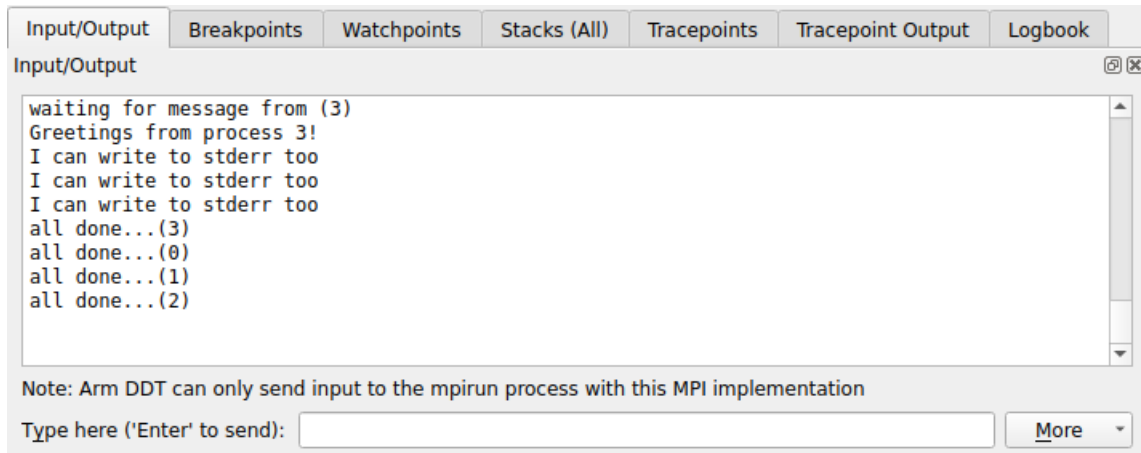 Input/Output Breakpoints Watchpoints Stacks (All) Tracepoints Tracepoint Output Logbook
Input/Output
waiting for message from (3)
Greetings from process 3!
I can write to stderr too
I can write to stderr too
I can write to stderr too
all done...(3)
all done...(0)
all done...(1)
all done...(2)
Note: Arm DDT can only send input to the mpirun process with this MPI implementation
Type here ('Enter' to send): More